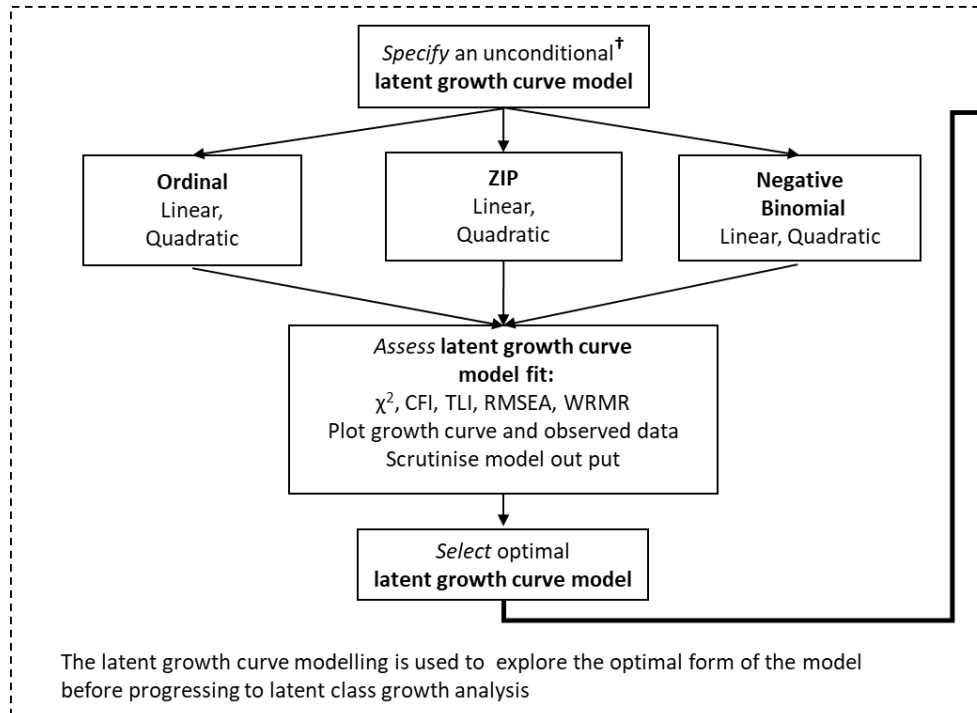 Specify an unconditional†
latent growth curve model
Ordinal
Linear,
Quadratic
ZIP
Linear,
Quadratic
Negative
Binomial
Linear, Quadratic
Assess latent growth curve
model fit:
χ², CFI, TLI, RMSEA, WRMR
Plot growth curve and observed data
Scrutinise model out put
Select optimal
latent growth curve model
The latent growth curve modelling is used to explore the optimal form of the model
before progressing to latent class growth analysis